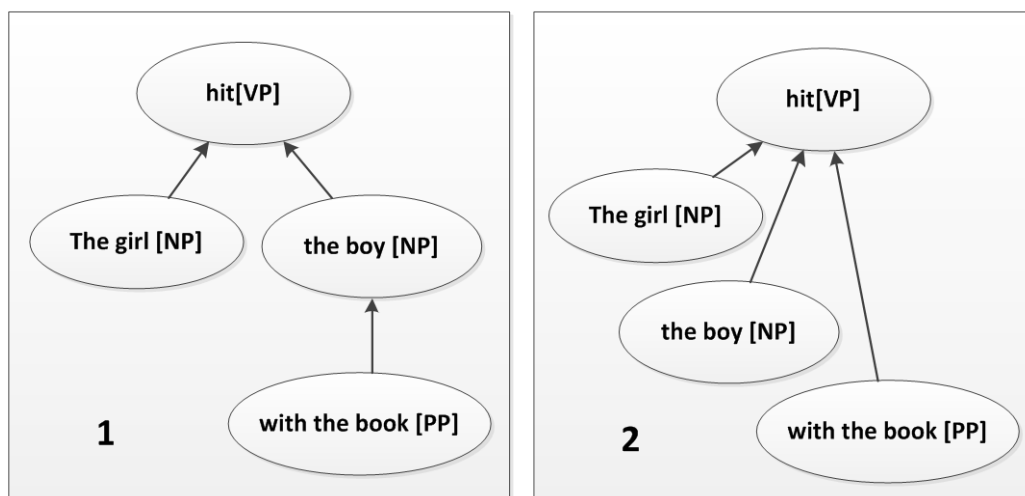 hit[VP]
The girl [NP]
the boy [NP]
with the book [PP]
1
hit[VP]
The girl [NP]
the boy [NP]
with the book [PP]
2